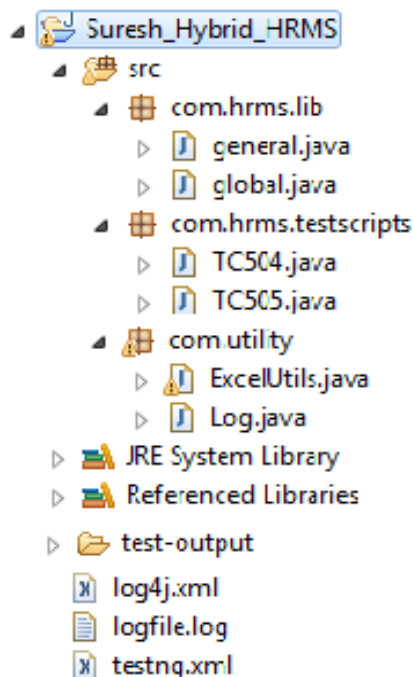 Suresh_Hybrid_HRMS
src
com.hrms.lib
general.java
global.java
com.hrms.testscripts
TC504.java
TC505.java
com.utility
ExcelUtils.java
Log.java
JRE System Library
Referenced Libraries
test-output
log4j.xml
logfile.log
testng.xml